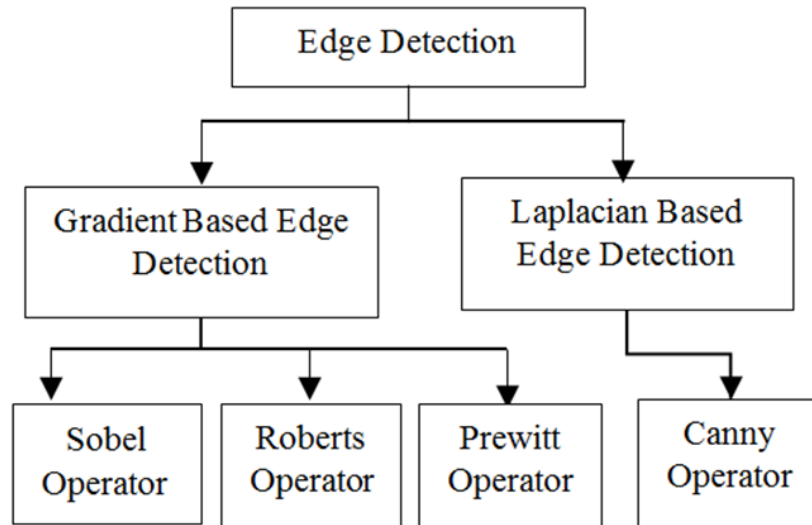 Edge Detection
Gradient Based Edge
Detection
Laplacian Based
Edge Detection
Sobel
Operator
Roberts
Operator
Prewitt
Operator
Canny
Operator